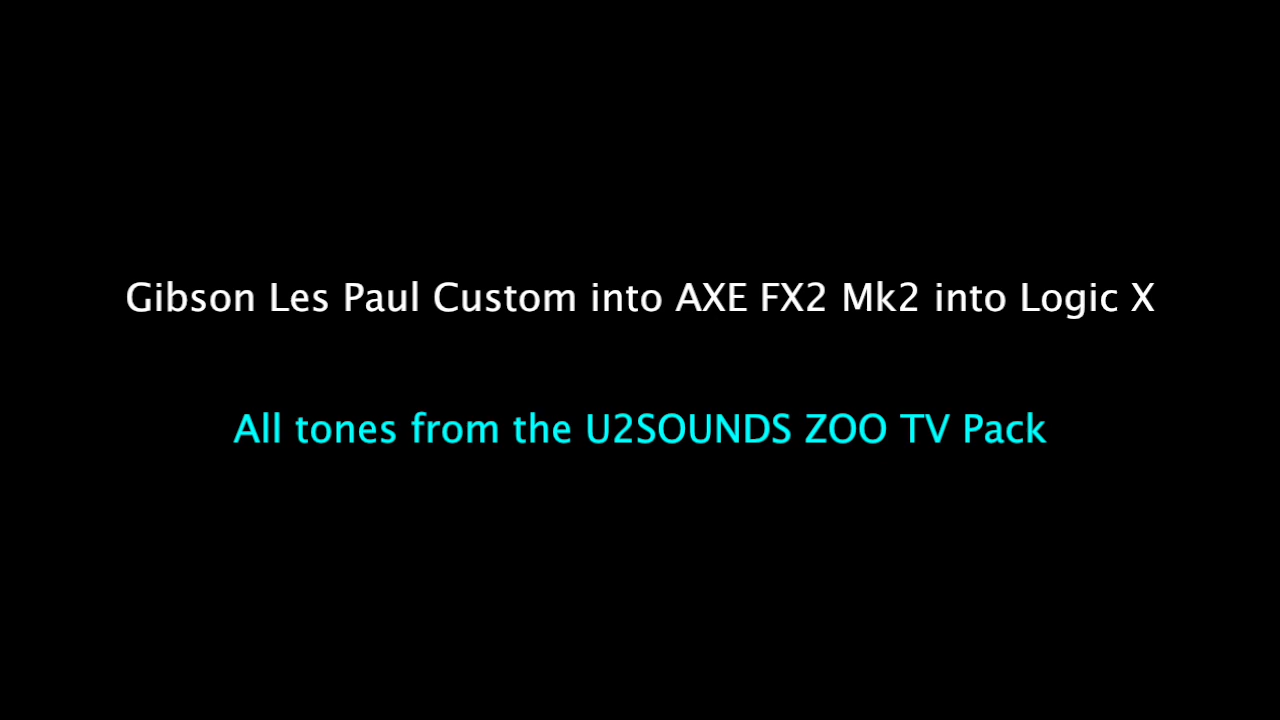 Gibson Les Paul Custom into AXE FX2 Mk2 into Logic X
All tones from the U2SOUNDS ZOO TV Pack